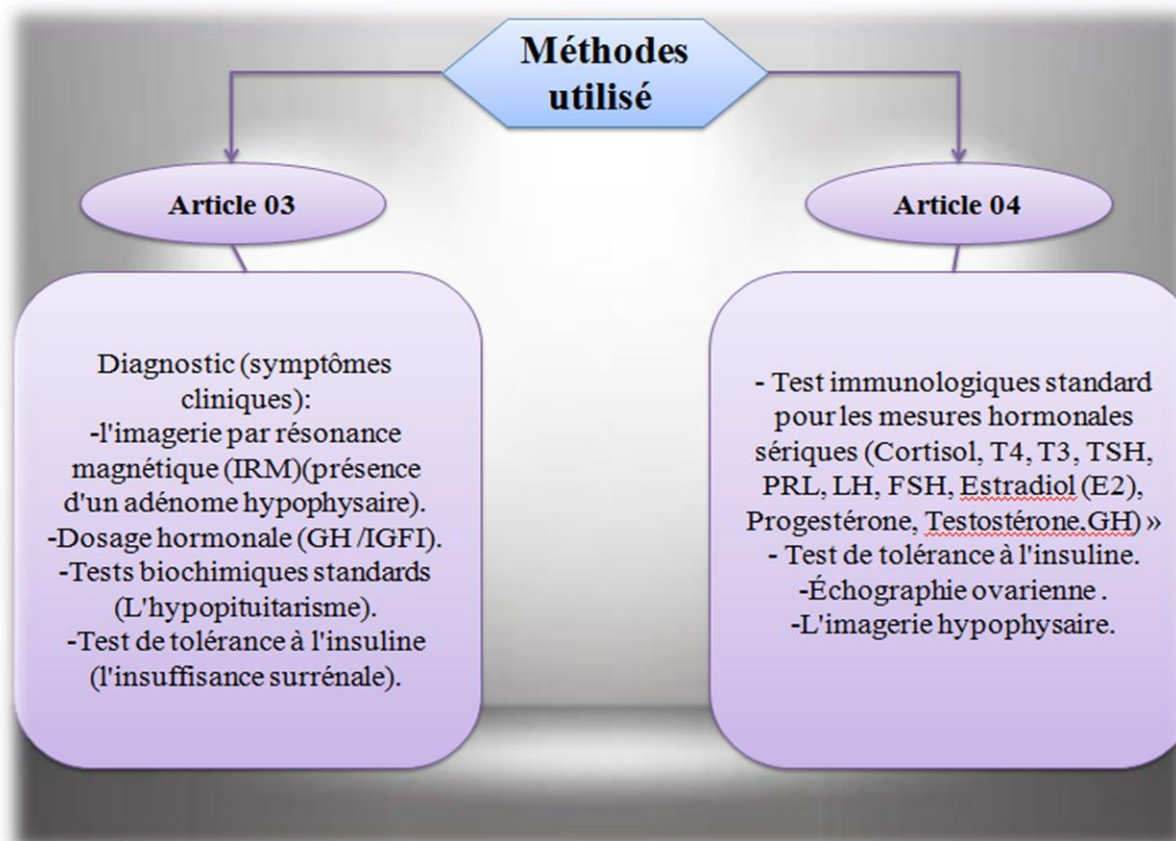 Méthodes
utilisé
Article 03
Diagnostic (symptômes
cliniques):
-l'imagerie par résonance
magnétique (IRM)(présence
d'un adénome hypophysaire).
-Dosage hormonale (GH /IGFI).
-Tests biochimiques standards
(L'hypopituitarisme).
-Test de tolérance à l'insuline
(l'insuffisance surrénale).
Article 04
- Test immunologiques standard
pour les mesures hormonales
sériques (Cortisol, T4, T3, TSH,
PRL, LH, FSH, Estradiol (E2),
Progestérone, Testostérone.GH) »
- Test de tolérance à l'insuline.
-Échographie ovarienne .
-L'imagerie hypophysaire.